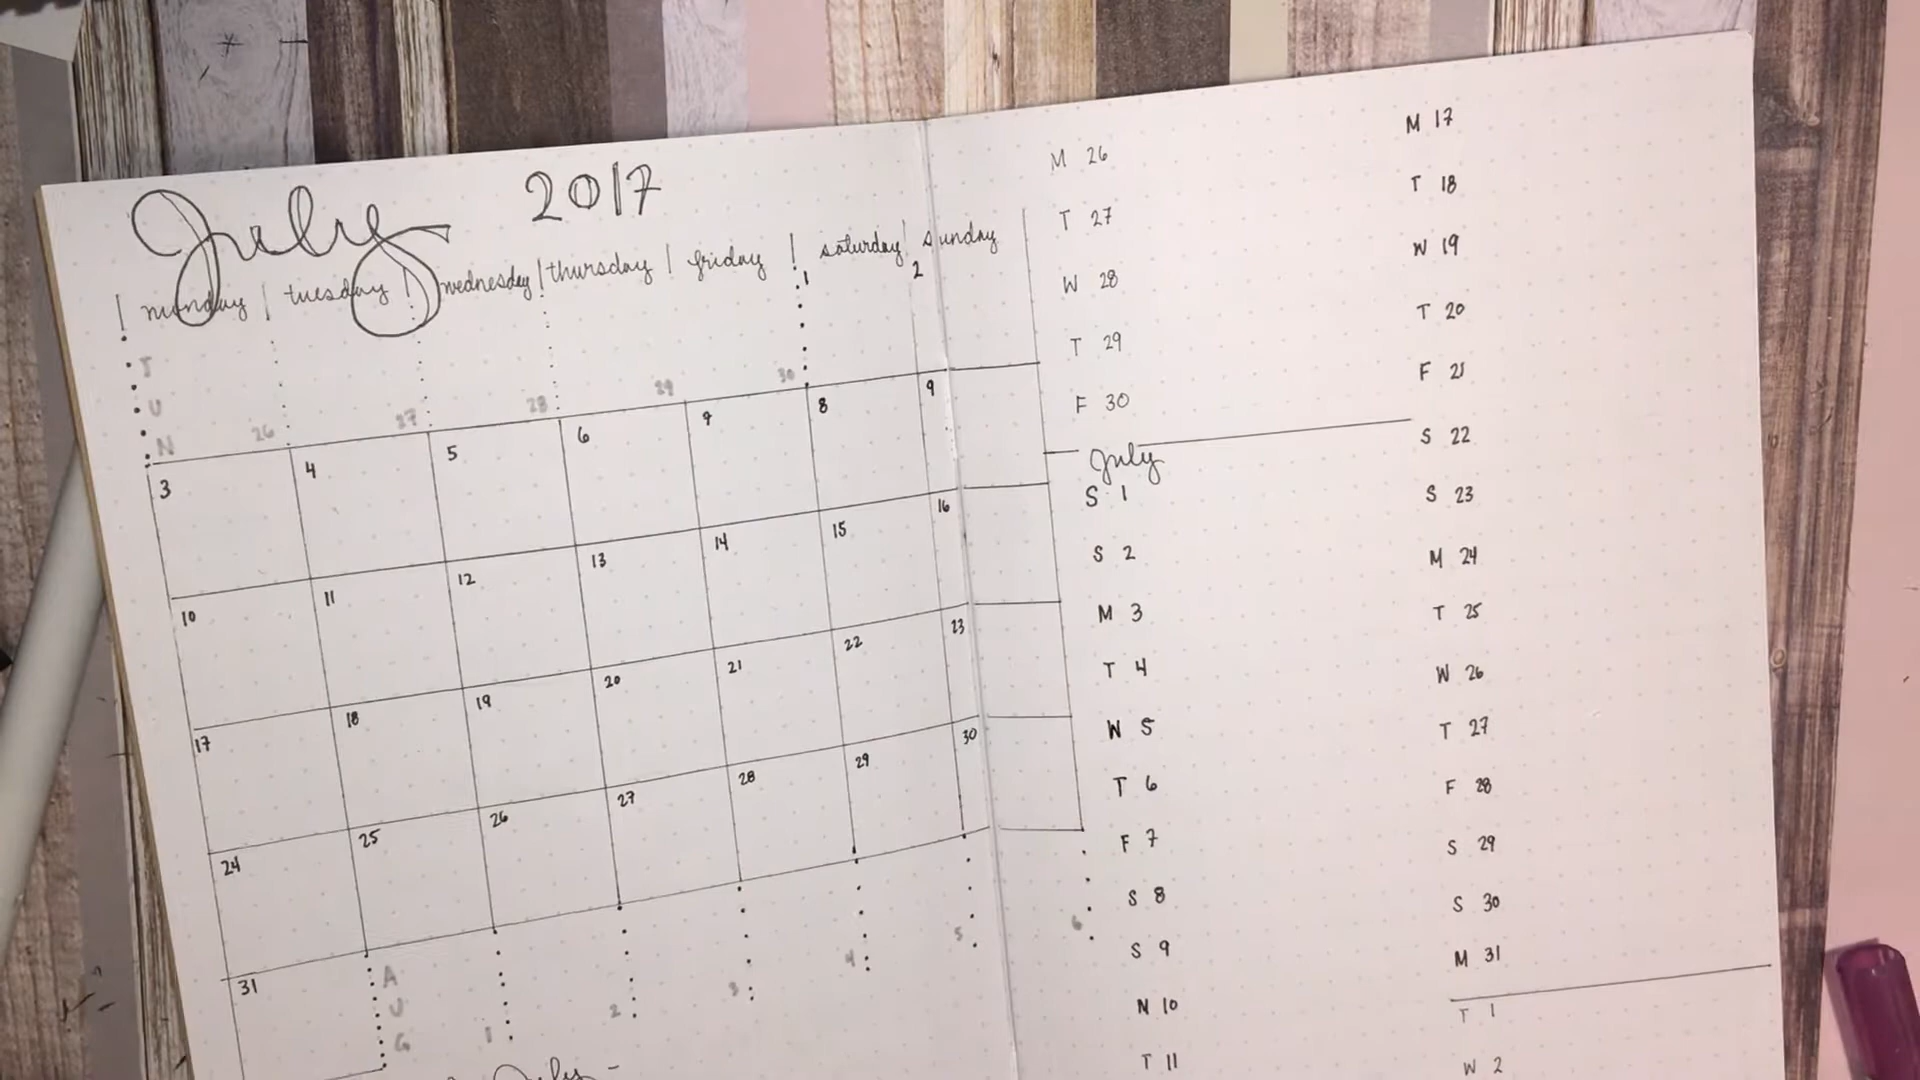 July 2017
| monday | tuesday | wednesday | thursday | friday | saturday | sunday
1 2
JUN 26 27 28 29 30
3 4 5 6 7 8 9
10 11 12 13 14 15 16
17 18 19 20 21 22 23
24 25 26 27 28 29 30
31 AUG 1 2 3 4 5 6
July
M 26
T 27
W 28
T 29
F 30
July
S 1
S 2
M 3
T 4
W 5
T 6
F 7
S 8
S 9
M 10
T 11
M 17
T 18
W 19
T 20
F 21
S 22
S 23
M 24
T 25
W 26
T 27
F 28
S 29
S 30
M 31
T 1
W 2